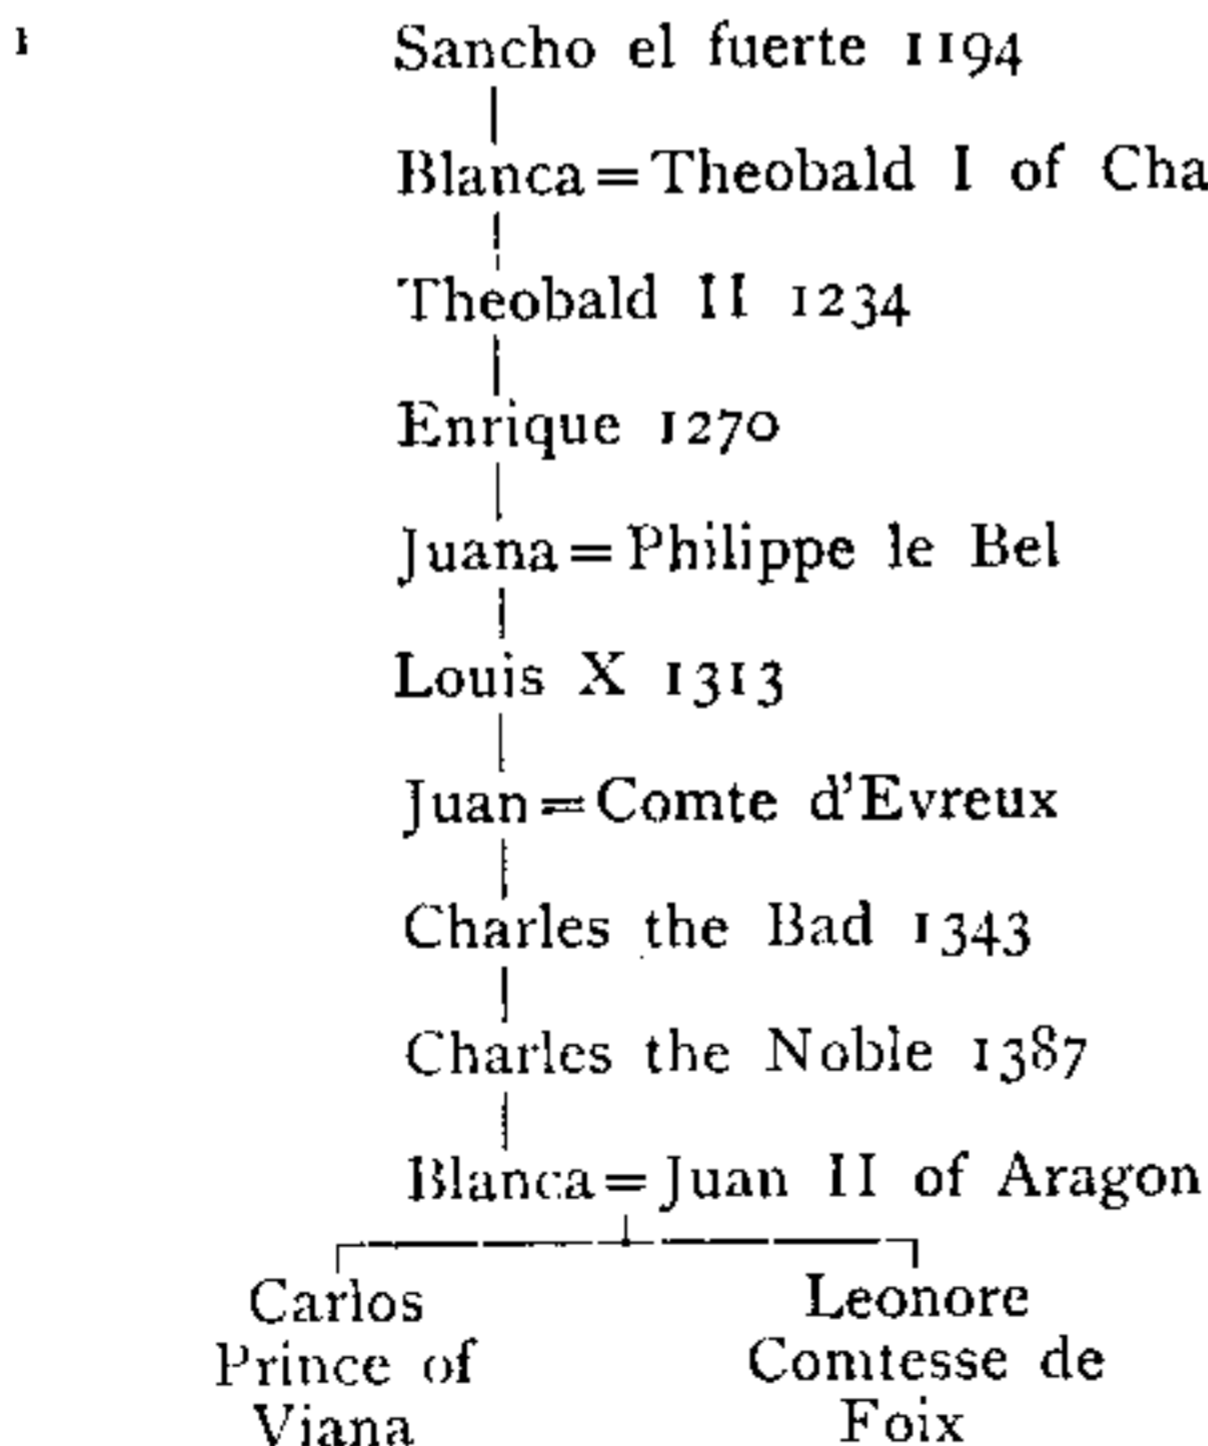 1
Sancho el fuerte 1194
Blanca=Theobald I of Cha
Theobald II 1234
Enrique 1270
Juana=Philippe le Bel
Louis X 1313
Juan=Comte d'Evreux
Charles the Bad 1343
Charles the Noble 1387
Blanca=Juan II of Aragon
Carlos Leonore
Prince of Comtesse de
Viana Foix